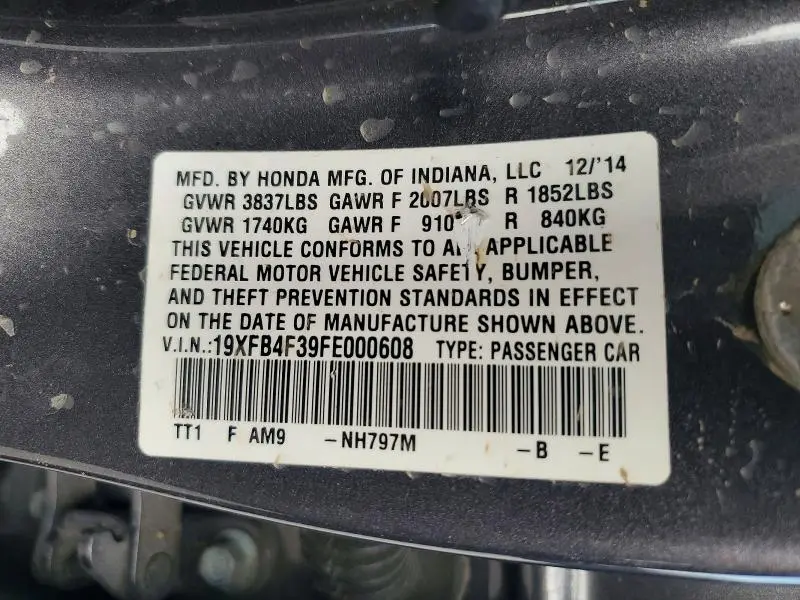 MFD. BY HONDA MFG. OF INDIANA, LLC 12/'14
GVWR 3837LBS GAWR F 2007LBS R 1852LBS
GVWR 1740KG GAWR F 910 R 840KG
THIS VEHICLE CONFORMS TO APPLICABLE
FEDERAL MOTOR VEHICLE SAFETY, BUMPER,
AND THEFT PREVENTION STANDARDS IN EFFECT
ON THE DATE OF MANUFACTURE SHOWN ABOVE.
V.I.N.:19XFB4F39FE000608 TYPE: PASSENGER CAR
TT1 F AM9 -NH797M -B -E